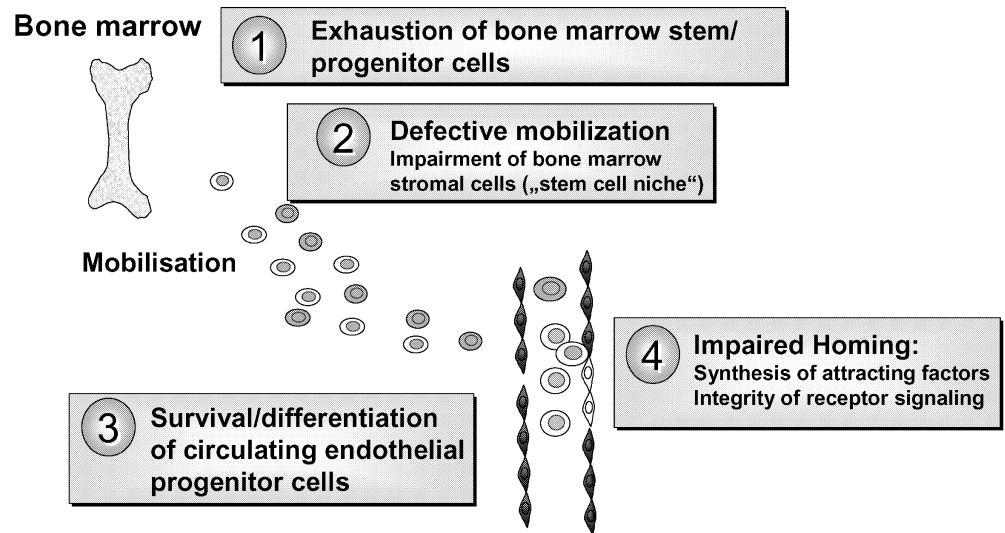 Bone marrow
1
Exhaustion of bone marrow stem/
progenitor cells
2
Defective mobilization
Impairment of bone marrow
stromal cells („stem cell niche“)
Mobilisation
3
Survival/differentiation
of circulating endothelial
progenitor cells
4
Impaired Homing:
Synthesis of attracting factors
Integrity of receptor signaling